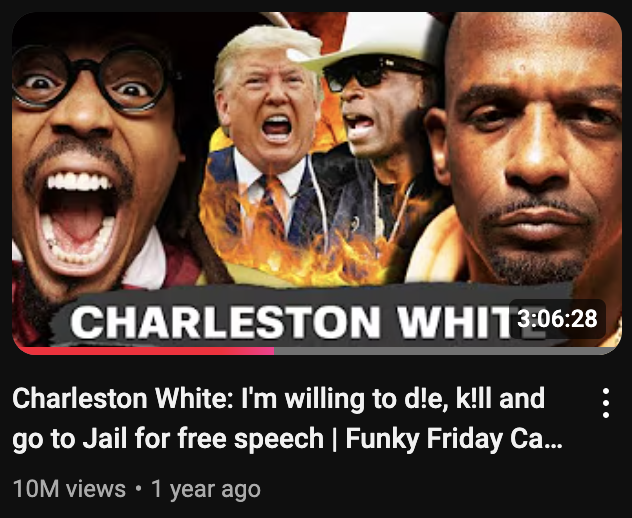 CHARLESTON WHITE
3:06:28
Charleston White: I'm willing to d!e, k!ll and
go to Jail for free speech | Funky Friday Ca...
10M views • 1 year ago